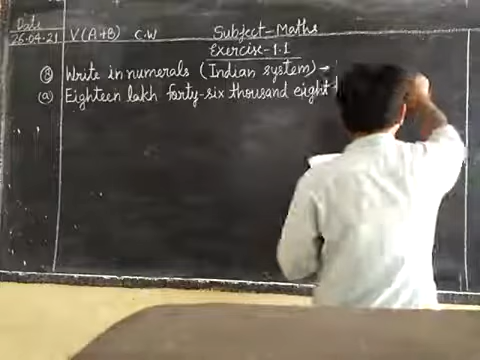 Date
26.04.21 V(A+B) C.W Subject-Maths
Exercise-1.1
(8) Write in numerals (Indian system) →
(a) Eighteen lakh forty-six thousand eight